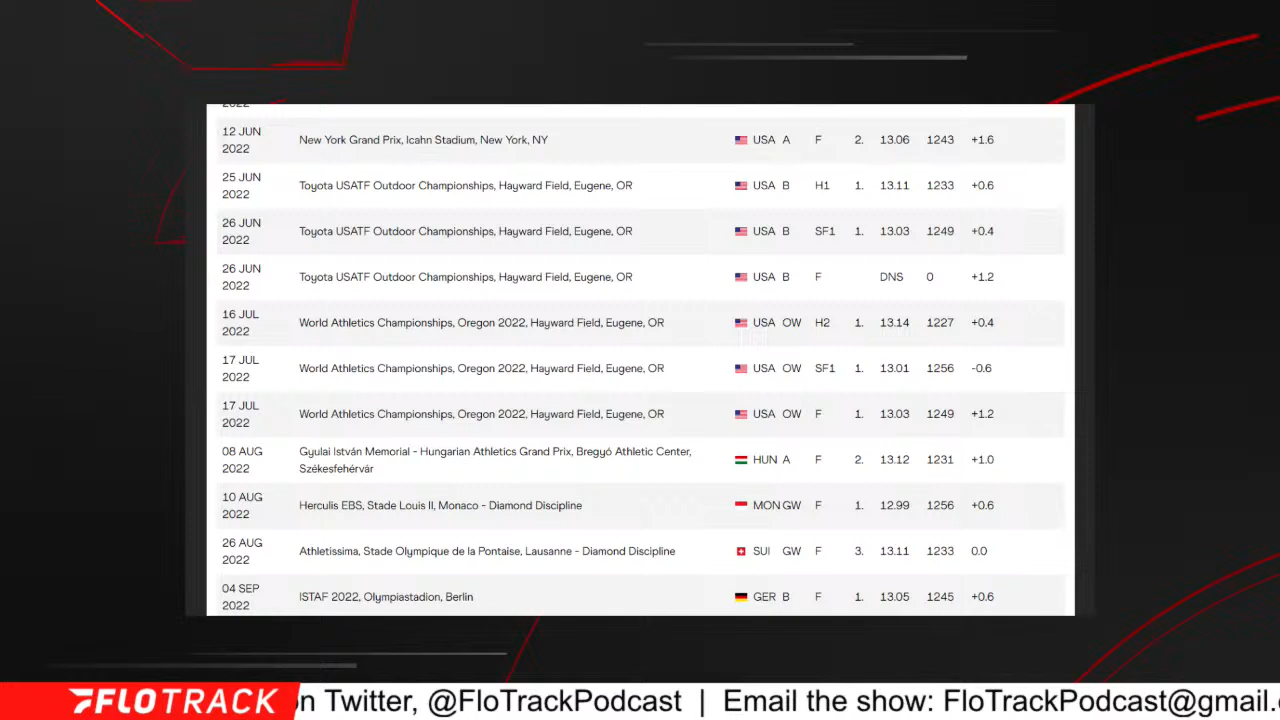 2022
12 JUN 2022 New York Grand Prix, Icahn Stadium, New York, NY USA A F 2. 13.06 1243 +1.6
25 JUN 2022 Toyota USATF Outdoor Championships, Hayward Field, Eugene, OR USA B H1 1. 13.11 1233 +0.6
26 JUN 2022 Toyota USATF Outdoor Championships, Hayward Field, Eugene, OR USA B SF1 1. 13.03 1249 +0.4
26 JUN 2022 Toyota USATF Outdoor Championships, Hayward Field, Eugene, OR USA B F DNS 0 +1.2
16 JUL 2022 World Athletics Championships, Oregon 2022, Hayward Field, Eugene, OR USA OW H2 1. 13.14 1227 +0.4
17 JUL 2022 World Athletics Championships, Oregon 2022, Hayward Field, Eugene, OR USA OW SF1 1. 13.01 1256 -0.6
17 JUL 2022 World Athletics Championships, Oregon 2022, Hayward Field, Eugene, OR USA OW F 1. 13.03 1249 +1.2
08 AUG 2022 Gyulai István Memorial - Hungarian Athletics Grand Prix, Bregyó Athletic Center, Székesfehérvár HUN A F 2. 13.12 1231 +1.0
10 AUG 2022 Herculis EBS, Stade Louis II, Monaco - Diamond Discipline MON GW F 1. 12.99 1256 +0.6
26 AUG 2022 Athletissima, Stade Olympique de la Pontaise, Lausanne - Diamond Discipline SUI GW F 3. 13.11 1233 0.0
04 SEP 2022 ISTAF 2022, Olympiastadion, Berlin GER B F 1. 13.05 1245 +0.6
FLOTRACK n Twitter, @FloTrackPodcast | Email the show: FloTrackPodcast@gmail.